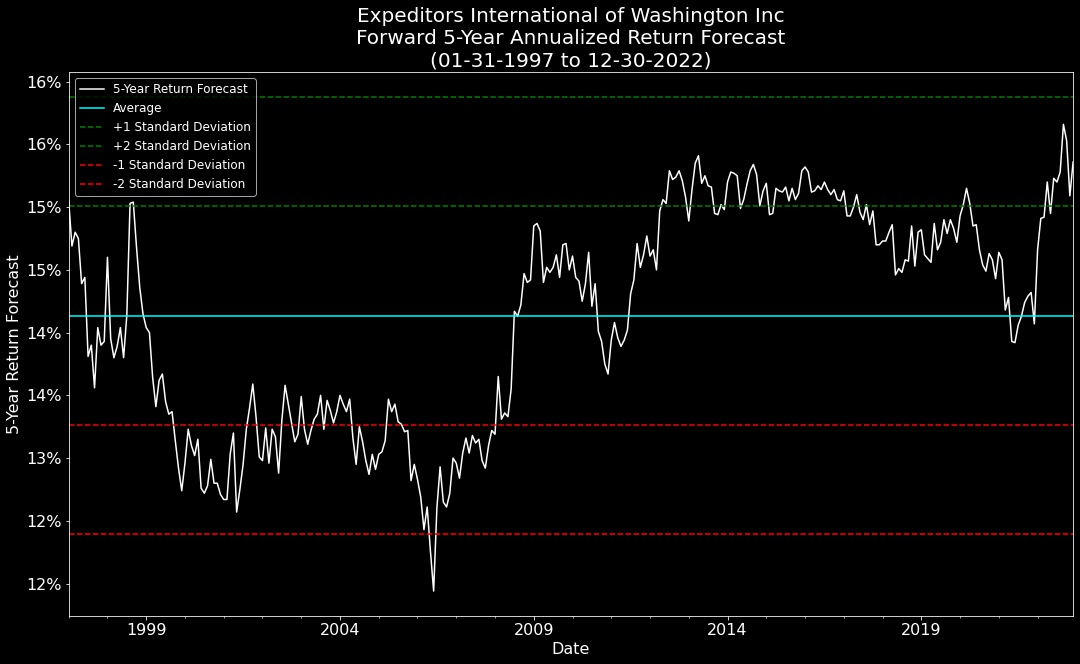 Expeditors International of Washington Inc
Forward 5-Year Annualized Return Forecast
(01-31-1997 to 12-30-2022)
5-Year Return Forecast
Average
+1 Standard Deviation
+2 Standard Deviation
-1 Standard Deviation
-2 Standard Deviation
16%
16%
15%
15%
14%
14%
13%
12%
12%
5-Year Return Forecast
1999
2004
2009
2014
2019
Date